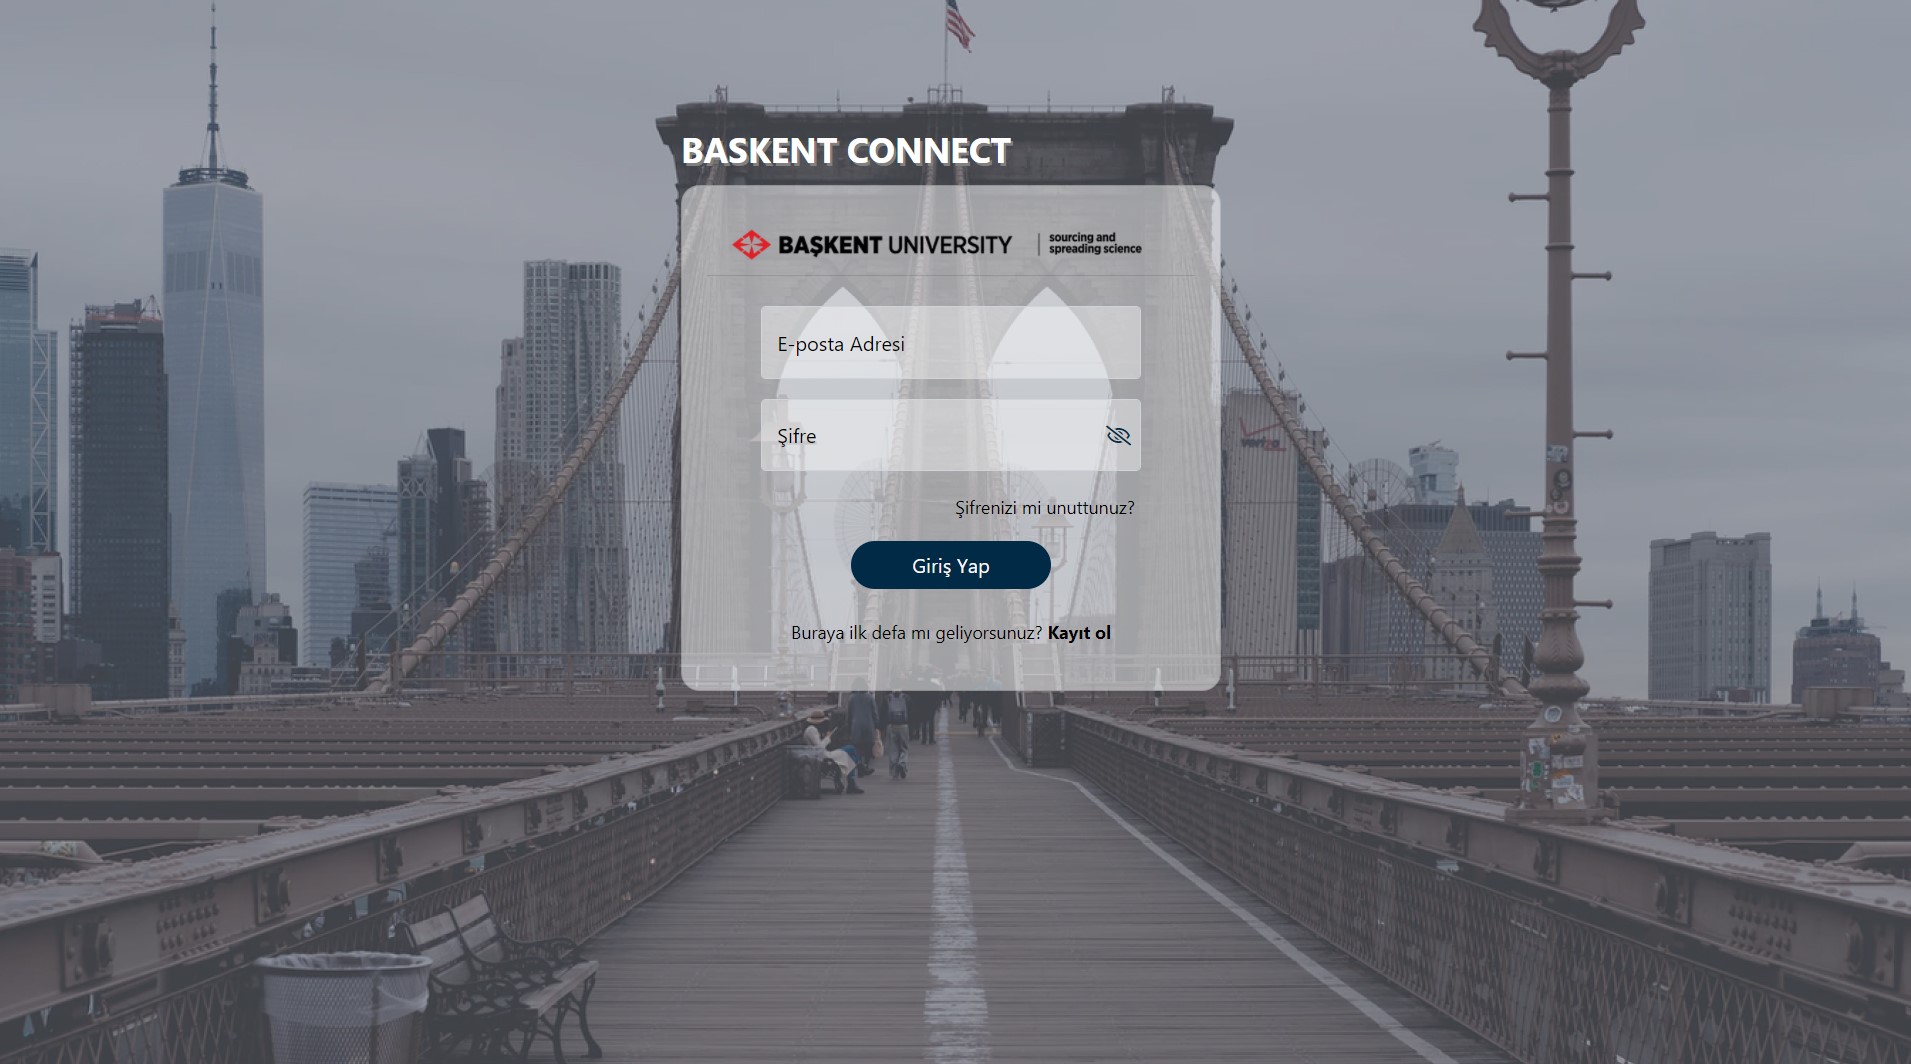 BASKENT CONNECT
BAŞKENT UNIVERSITY
sourcing and
spreading science
E-posta Adresi
Şifre
Şifrenizi mi unuttunuz?
Giriş Yap
Buraya ilk defa mı geliyorsunuz? Kayıt ol